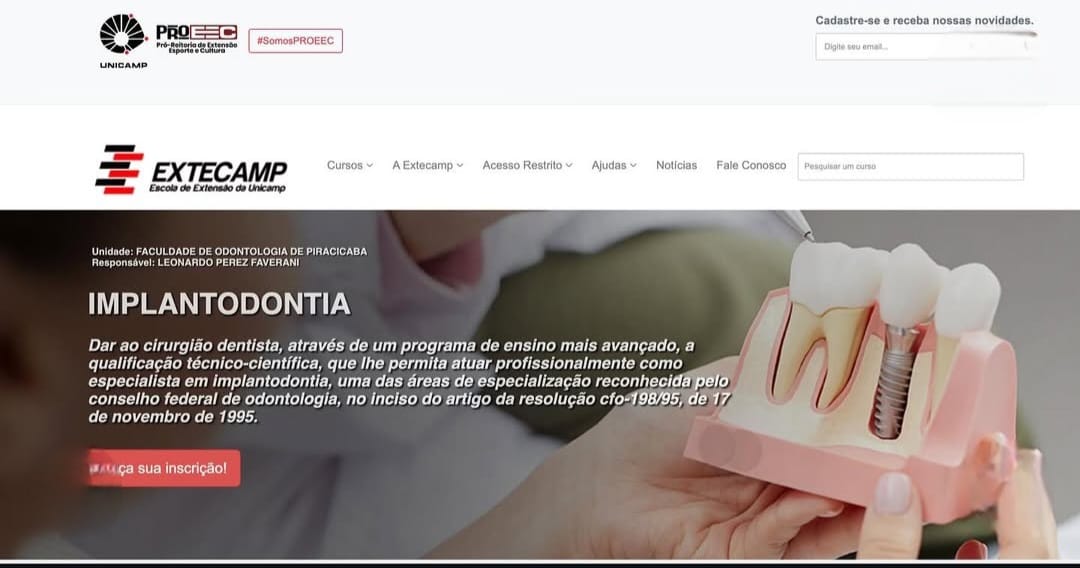 UNICAMP
PROEEC
Pró-Reitoria de Extensão
Esporte e Cultura
#SomosPROEEC
Cadastre-se e receba nossas novidades.
Digite seu email...
EXTECAMP
Escola de Extensão da Unicamp
Cursos
A Extecamp
Acesso Restrito
Ajudas
Notícias
Fale Conosco
Pesquisar um curso
Unidade: FACULDADE DE ODONTOLOGIA DE PIRACICABA
Responsável: LEONARDO PEREZ FAVERANI
IMPLANTODONTIA
Dar ao cirurgião dentista, através de um programa de ensino mais avançado, a
qualificação técnico-científica, que lhe permita atuar profissionalmente como
especialista em implantodontia, uma das áreas de especialização reconhecida pelo
conselho federal de odontologia, no inciso do artigo da resolução cfo-198/95, de 17
de novembro de 1995.
sua inscrição!